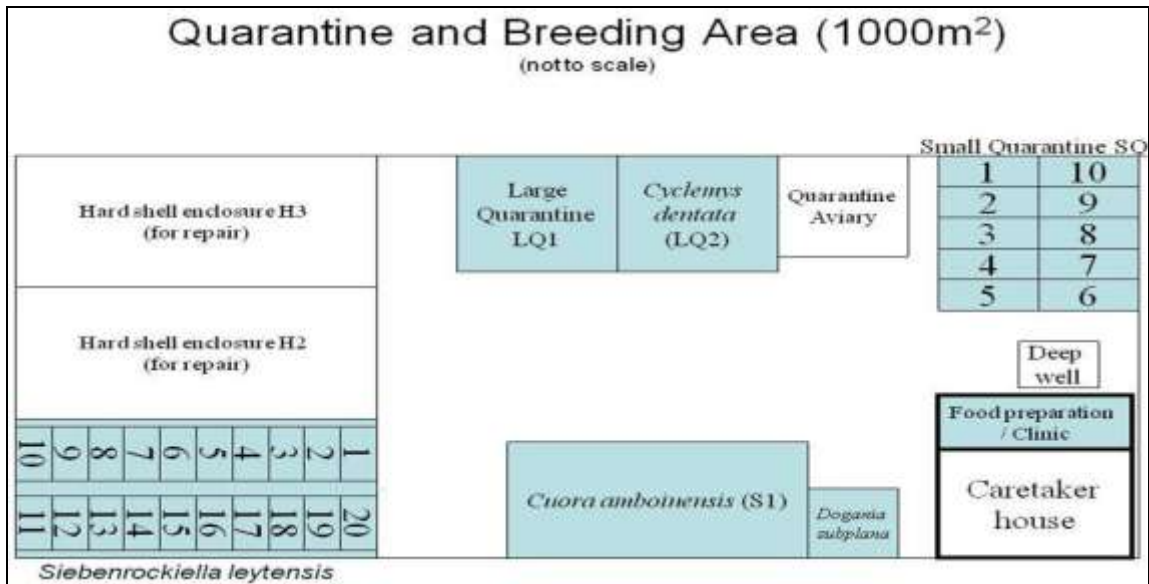 Quarantine and Breeding Area (1000m²)
(notto scale)
Hard shell enclosure H3
(for repair)
Hard shell enclosure H2
(for repair)
10 9 8 7 6 5 4 3 2 1
11 12 13 14 15 16 17 18 19 20
Siebenrockiella leytensis
Large
Quarantine
LQ1
Cyclemys
dentata
(LQ2)
Quarantine
Aviary
Small Quarantine SQ
1 10
2 9
3 8
4 7
5 6
Deep
well
Food preparation
/ Clinic
Caretaker
house
Cuora amboinensis (S1)
Dogania
subplana